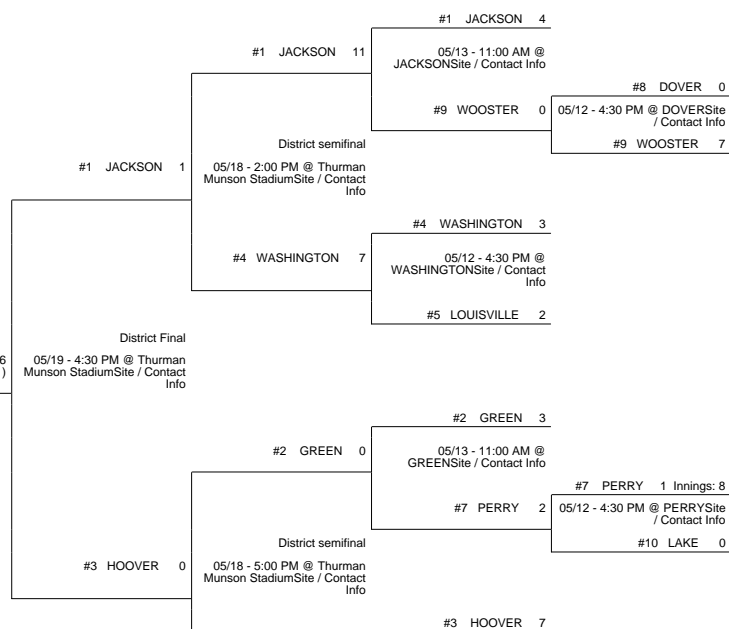 #1 JACKSON 4
#1 JACKSON 11
05/13 - 11:00 AM @
JACKSONSite / Contact Info
#8 DOVER 0
#9 WOOSTER 0
05/12 - 4:30 PM @ DOVERSite
/ Contact Info
District semifinal
#9 WOOSTER 7
#1 JACKSON 1
05/18 - 2:00 PM @ Thurman
Munson StadiumSite / Contact
Info
#4 WASHINGTON 3
#4 WASHINGTON 7
05/12 - 4:30 PM @
WASHINGTONSite / Contact
Info
#5 LOUISVILLE 2
District Final
6
)
05/19 - 4:30 PM @ Thurman
Munson StadiumSite / Contact
Info
#2 GREEN 3
#2 GREEN 0
05/13 - 11:00 AM @
GREENSite / Contact Info
#7 PERRY 1 Innings: 8
#7 PERRY 2
05/12 - 4:30 PM @ PERRYSite
/ Contact Info
District semifinal
#10 LAKE 0
#3 HOOVER 0
05/18 - 5:00 PM @ Thurman
Munson StadiumSite / Contact
Info
#3 HOOVER 7